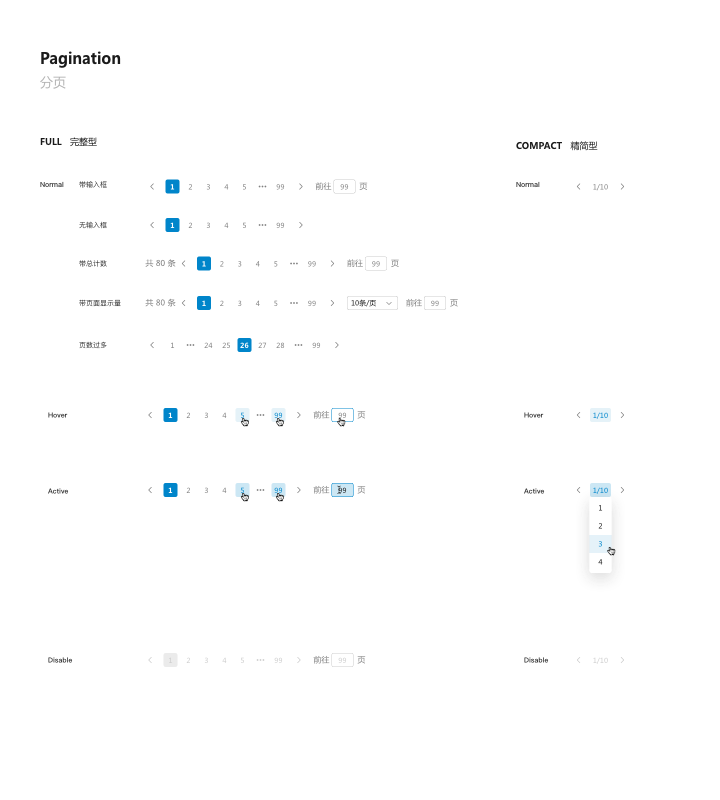 Pagination
分页
FULL 完整型
COMPACT 精简型
Normal 带输入框 < 1 2 3 4 5 ••• 99 > 前往 99 页
Normal < 1/10 >
无输入框 < 1 2 3 4 5 ••• 99 >
带总计数 共 80 条 < 1 2 3 4 5 ••• 99 > 前往 99 页
带页面显示量 共 80 条 < 1 2 3 4 5 ••• 99 > 10条/页 前往 99 页
页数过多 < 1 ••• 24 25 26 27 28 ••• 99 >
Hover < 1 2 3 4 5 ••• 99 > 前往 99 页
Hover < 1/10 >
Active < 1 2 3 4 5 ••• 99 > 前往 99 页
Active < 1/10 >
1
2
3
4
Disable < 1 2 3 4 5 ••• 99 > 前往 99 页
Disable < 1/10 >